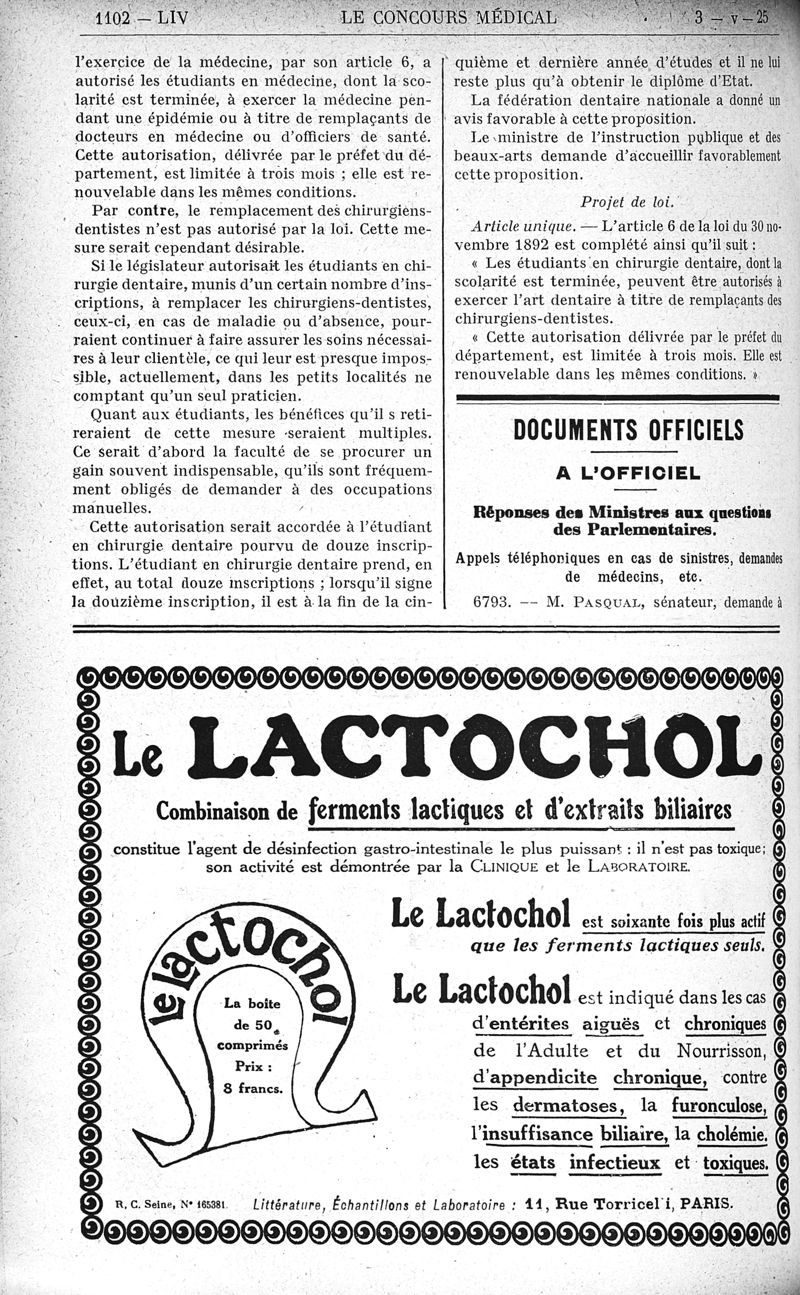 1102 — LIV
LE CONCOURS MÉDICAL
3 — v — 25
l'exercice de la médecine, par son article 6, a
autorisé les étudiants en médecine, dont la sco-
larité est terminée, à exercer la médecine pen-
dant une épidémie ou à titre de remplaçants de
docteurs en médecine ou d'officiers de santé.
Cette autorisation, délivrée par le préfet du dé-
partement, est limitée à trois mois ; elle est re-
nouvelable dans les mêmes conditions.
Par contre, le remplacement des chirurgiens-
dentistes n'est pas autorisé par la loi. Cette me-
sure serait cependant désirable.
Si le législateur autorisait les étudiants en chi-
rurgie dentaire, munis d'un certain nombre d'ins-
criptions, à remplacer les chirurgiens-dentistes,
ceux-ci, en cas de maladie ou d'absence, pour-
raient continuer à faire assurer les soins nécessai-
res à leur clientèle, ce qui leur est presque impos-
sible, actuellement, dans les petits localités ne
comptant qu'un seul praticien.
Quant aux étudiants, les bénéfices qu'il s reti-
reraient de cette mesure seraient multiples.
Ce serait d'abord la faculté de se procurer un
gain souvent indispensable, qu'ils sont fréquem-
ment obligés de demander à des occupations
manuelles.
Cette autorisation serait accordée à l'étudiant
en chirurgie dentaire pourvu de douze inscrip-
tions. L'étudiant en chirurgie dentaire prend, en
effet, au total douze inscriptions ; lorsqu'il signe
la douzième inscription, il est à la fin de la cin-
quième et dernière année d'études et il ne lui
reste plus qu'à obtenir le diplôme d'Etat.
La fédération dentaire nationale a donné un
avis favorable à cette proposition.
Le ministre de l'instruction publique et des
beaux-arts demande d'accueillir favorablement
cette proposition.
Projet de loi.
Article unique. — L'article 6 de la loi du 30 no-
vembre 1892 est complété ainsi qu'il suit :
« Les étudiants en chirurgie dentaire, dont la
scolarité est terminée, peuvent être autorisés à
exercer l'art dentaire à titre de remplaçants des
chirurgiens-dentistes.
« Cette autorisation délivrée par le préfet du
département, est limitée à trois mois. Elle est
renouvelable dans les mêmes conditions. »
DOCUMENTS OFFICIELS
A L'OFFICIEL
Réponses des Ministres aux questions
des Parlementaires.
Appels téléphoniques en cas de sinistres, demandes
de médecins, etc.
6793. — M. PASQUAL, sénateur, demande à
Le LACTOCHOL
Combinaison de ferments lactiques et d'extraits biliaires
constitue l'agent de désinfection gastro-intestinale le plus puissant : il n'est pas toxique;
son activité est démontrée par la CLINIQUE et le LABORATOIRE.
le lactochol
La boîte
de 50
comprimés
Prix :
8 francs.
Le Lactochol est soixante fois plus actif
que les ferments lactiques seuls.
Le Lactochol est indiqué dans les cas
d'entérites aiguës et chroniques
de l'Adulte et du Nourrisson,
d'appendicite chronique, contre
les dermatoses, la furonculose,
l'insuffisance biliaire, la cholémie,
les états infectieux et toxiques.
R. C. Seine, N° 165381.
Littérature, Échantillons et Laboratoire : 11, Rue Torricel i, PARIS.